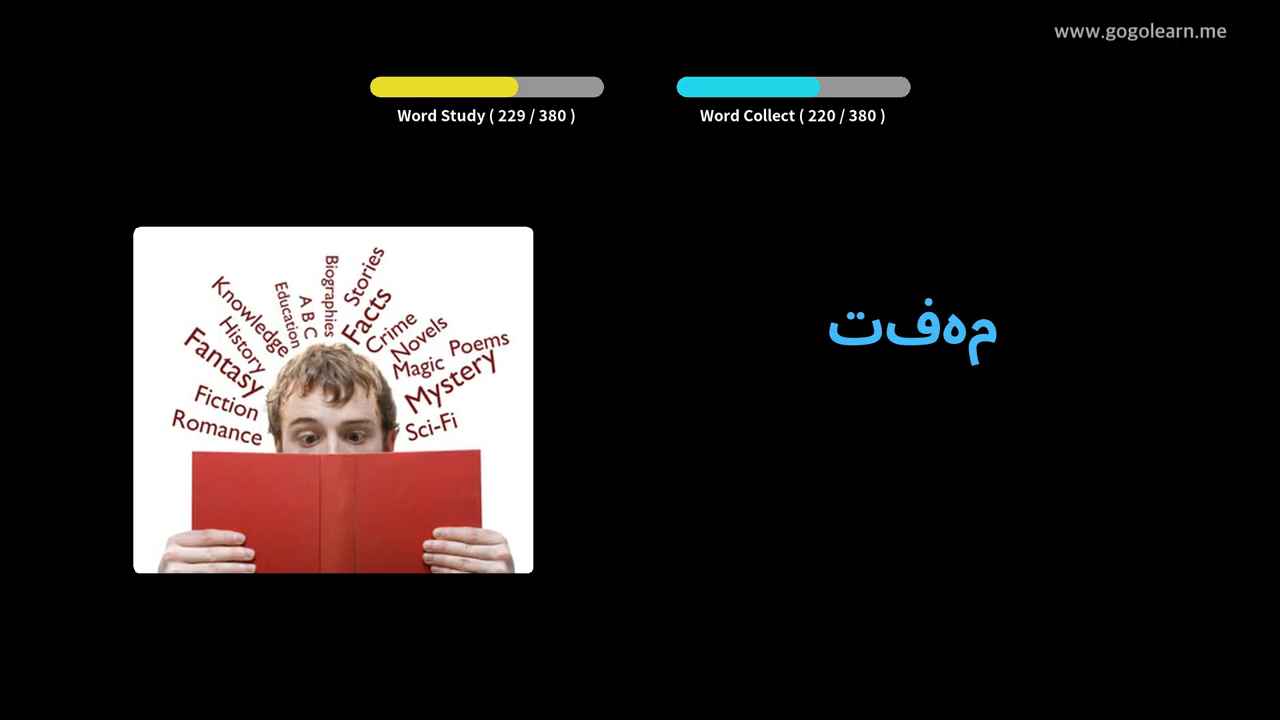 www.gogolearn.me
Word Study ( 229 / 380 )
Word Collect ( 220 / 380 )
Knowledge
Education
A B C
Biographies
Stories
Facts
History
Crime
Novels
Fantasy
Magic
Poems
Mystery
Fiction
Romance
Sci-Fi
مهفت